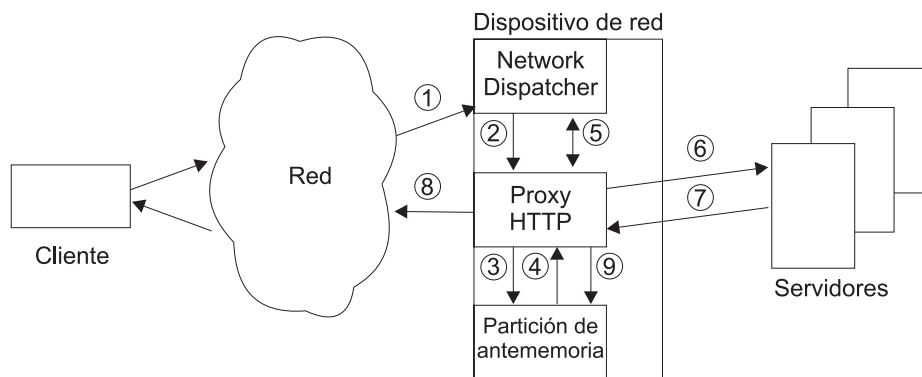 Dispositivo de red
Network
Dispatcher
①
②
⑤
⑥
Red
Proxy
HTTP
⑧
⑦
Cliente
③
④
⑨
Servidores
Partición de
antememoria